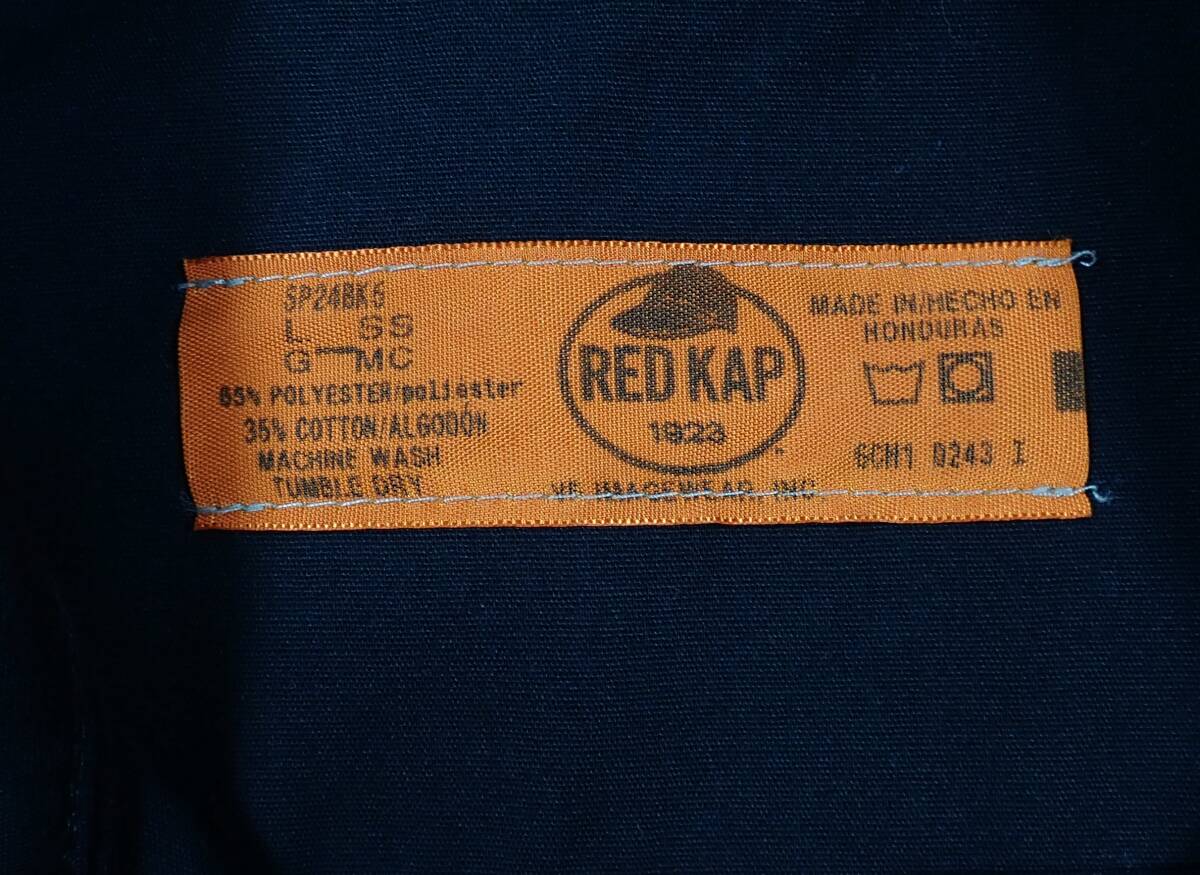 SP24BK5
L SS
G MC
65% POLYESTER/poliéster
35% COTTON/ALGODÓN
MACHINE WASH
TUMBLE DRY
RED KAP
1923
VF IMAGEWEAR, INC
MADE IN/HECHO EN
HONDURAS
6CM1 0243 I